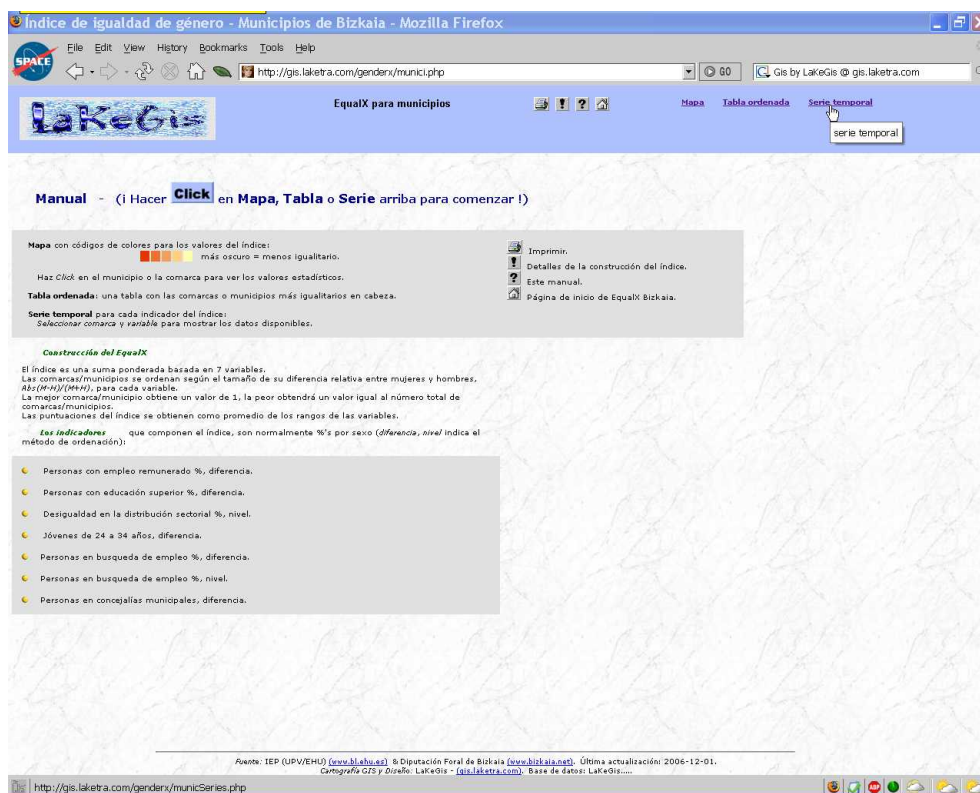 Índice de igualdad de género - Municipios de Bizkaia - Mozilla Firefox
SPACE
File Edit View History Bookmarks Tools Help
http://gis.laketra.com/genderx/munici.php
GO
Gis by LaKeGis @ gis.laketra.com
LaKeGis
EqualX para municipios
Mapa Tabla ordenada Serie temporal
serie temporal
Manual - (¡ Hacer Click en Mapa, Tabla o Serie arriba para comenzar !)
Mapa con códigos de colores para los valores del índice:
más oscuro = menos igualitario.
Haz Click en el municipio o la comarca para ver los valores estadísticos.
Tabla ordenada: una tabla con las comarcas o municipios más igualitarios en cabeza.
Serie temporal para cada indicador del índice:
Seleccionar comarca y variable para mostrar los datos disponibles.
Imprimir.
! Detalles de la construcción del índice.
? Este manual.
Página de inicio de EqualX Bizkaia.
Construcción del EqualX
El índice es una suma ponderada basada en 7 variables.
Las comarcas/municipios se ordenan según el tamaño de su diferencia relativa entre mujeres y hombres,
Abs(M-H)/(M+H), para cada variable.
La mejor comarca/municipio obtiene un valor de 1, la peor obtendrá un valor igual al número total de
comarcas/municipios.
Las puntuaciones del índice se obtienen como promedio de los rangos de las variables.
Los indicadores que componen el índice, son normalmente %'s por sexo (diferencia, nivel indica el
método de ordenación):
Personas con empleo remunerado %, diferencia.
Personas con educación superior %, diferencia.
Desigualdad en la distribución sectorial %, nivel.
Jóvenes de 24 a 34 años, diferencia.
Personas en busqueda de empleo %, diferencia.
Personas en busqueda de empleo %, nivel.
Personas en concejalías municipales, diferencia.
Fuente: IEP (UPV/EHU) (www.bl.ehu.es) & Diputación Foral de Bizkaia (www.bizkaia.net). Última actualización: 2006-12-01.
Cartografía GIS y Diseño: LaKeGis - (gis.laketra.com). Base de datos: LaKeGis.....
http://gis.laketra.com/genderx/municSeries.php
ABP